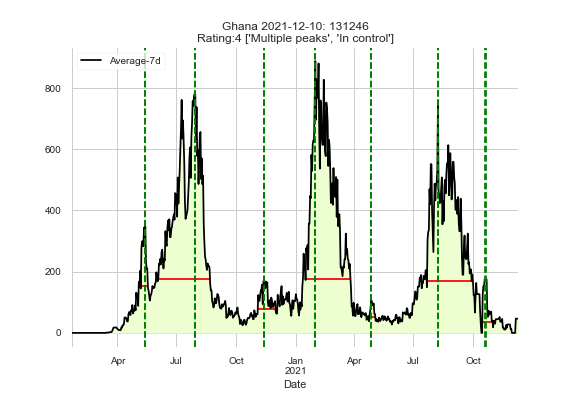 Ghana 2021-12-10: 131246
Rating:4 ['Multiple peaks', 'In control']
Average-7d
800
600
400
200
0
Apr Jul Oct Jan Apr Jul Oct
2021
Date